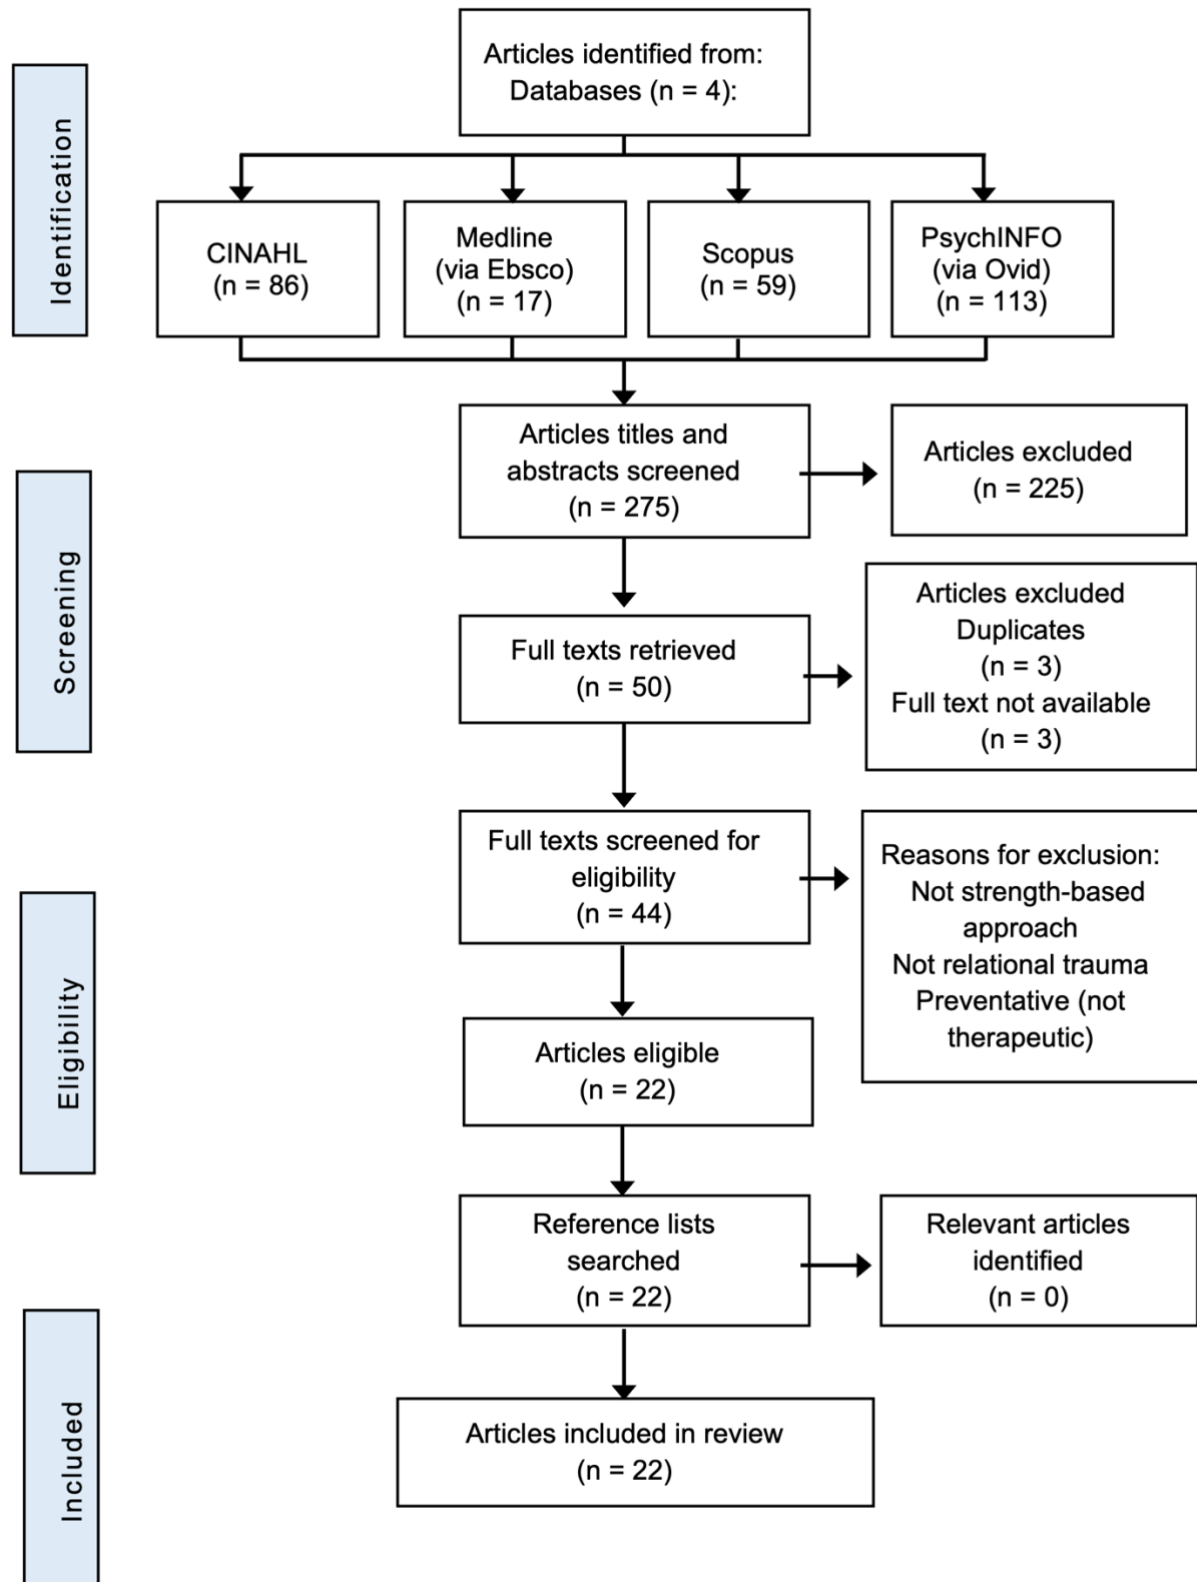 Articles identified from:
Databases (n = 4):
Identification
CINAHL
(n = 86)
Medline
(via Ebsco)
(n = 17)
Scopus
(n = 59)
PsychINFO
(via Ovid)
(n = 113)
Articles titles and
abstracts screened
(n = 275)
Articles excluded
(n = 225)
Screening
Full texts retrieved
(n = 50)
Articles excluded
Duplicates
(n = 3)
Full text not available
(n = 3)
Full texts screened for
eligibility
(n = 44)
Reasons for exclusion:
Not strength-based
approach
Not relational trauma
Preventative (not
therapeutic)
Eligibility
Articles eligible
(n = 22)
Reference lists
searched
(n = 22)
Relevant articles
identified
(n = 0)
Included
Articles included in review
(n = 22)